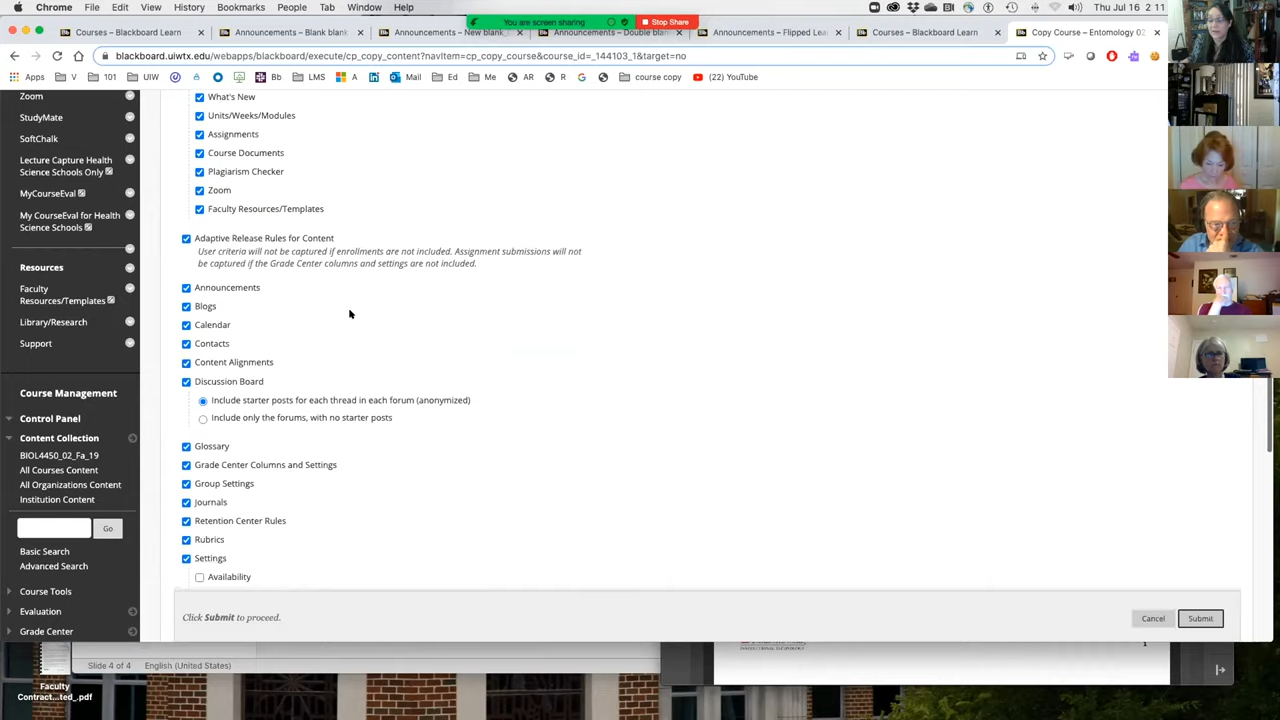 Chrome File Edit View History Bookmarks People Tab Window Help
You are screen sharing
Stop Share
Thu Jul 16 2 11
Courses – Blackboard Learn
Announcements – Blank blank
Announcements – New blank_
Announcements – Double blan
Announcements – Flipped Lea
Courses – Blackboard Learn
Copy Course – Entomology 02
blackboard.uiwtx.edu/webapps/blackboard/execute/cp_copy_content?navItem=cp_copy_course&course_id=_144103_1&target=no
Apps V 101 UIW Bb LMS A Mail Ed Me AR R course copy (22) YouTube
Zoom
StudyMate
SoftChalk
Lecture Capture Health
Science Schools Only
MyCourseEval
My CourseEval for Health
Science Schools
Resources
Faculty
Resources/Templates
Library/Research
Support
Course Management
Control Panel
Content Collection
BIOL4450_02_Fa_19
All Courses Content
All Organizations Content
Institution Content
Go
Basic Search
Advanced Search
Course Tools
Evaluation
Grade Center
What's New
Units/Weeks/Modules
Assignments
Course Documents
Plagiarism Checker
Zoom
Faculty Resources/Templates
Adaptive Release Rules for Content
User criteria will not be captured if enrollments are not included. Assignment submissions will not
be captured if the Grade Center columns and settings are not included.
Announcements
Blogs
Calendar
Contacts
Content Alignments
Discussion Board
Include starter posts for each thread in each forum (anonymized)
Include only the forums, with no starter posts
Glossary
Grade Center Columns and Settings
Group Settings
Journals
Retention Center Rules
Rubrics
Settings
Availability
Click Submit to proceed.
Cancel
Submit
Slide 4 of 4 English (United States)
1
Faculty
Contract...ted_.pdf